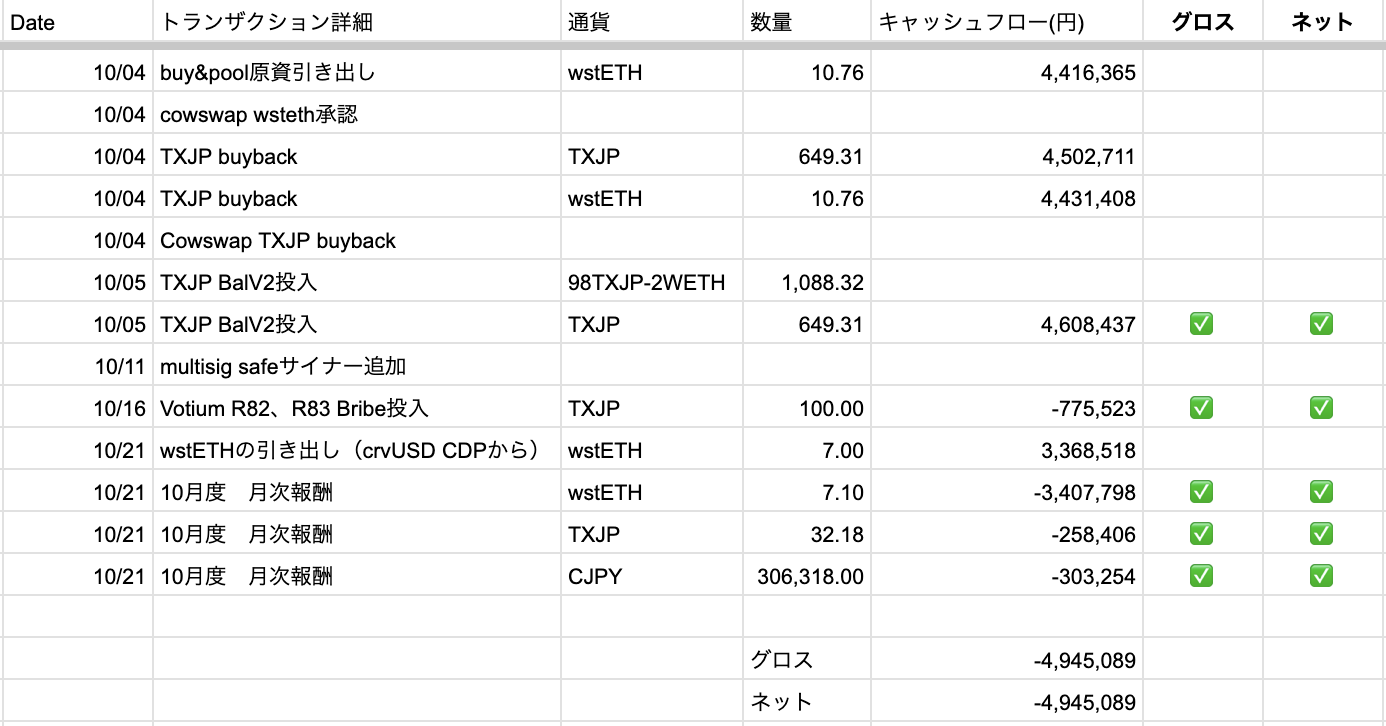 Date トランザクション詳細 通貨 数量 キャッシュフロー(円) グロス ネット
10/04 buy&pool原資引き出し wstETH 10.76 4,416,365
10/04 cowswap wsteth承認
10/04 TXJP buyback TXJP 649.31 4,502,711
10/04 TXJP buyback wstETH 10.76 4,431,408
10/04 Cowswap TXJP buyback
10/05 TXJP BalV2投入 98TXJP-2WETH 1,088.32
10/05 TXJP BalV2投入 TXJP 649.31 4,608,437 ✅ ✅
10/11 multisig safeサイナー追加
10/16 Votium R82、R83 Bribe投入 TXJP 100.00 -775,523 ✅ ✅
10/21 wstETHの引き出し（crvUSD CDPから） wstETH 7.00 3,368,518
10/21 10月度　月次報酬 wstETH 7.10 -3,407,798 ✅ ✅
10/21 10月度　月次報酬 TXJP 32.18 -258,406 ✅ ✅
10/21 10月度　月次報酬 CJPY 306,318.00 -303,254 ✅ ✅
グロス -4,945,089
ネット -4,945,089